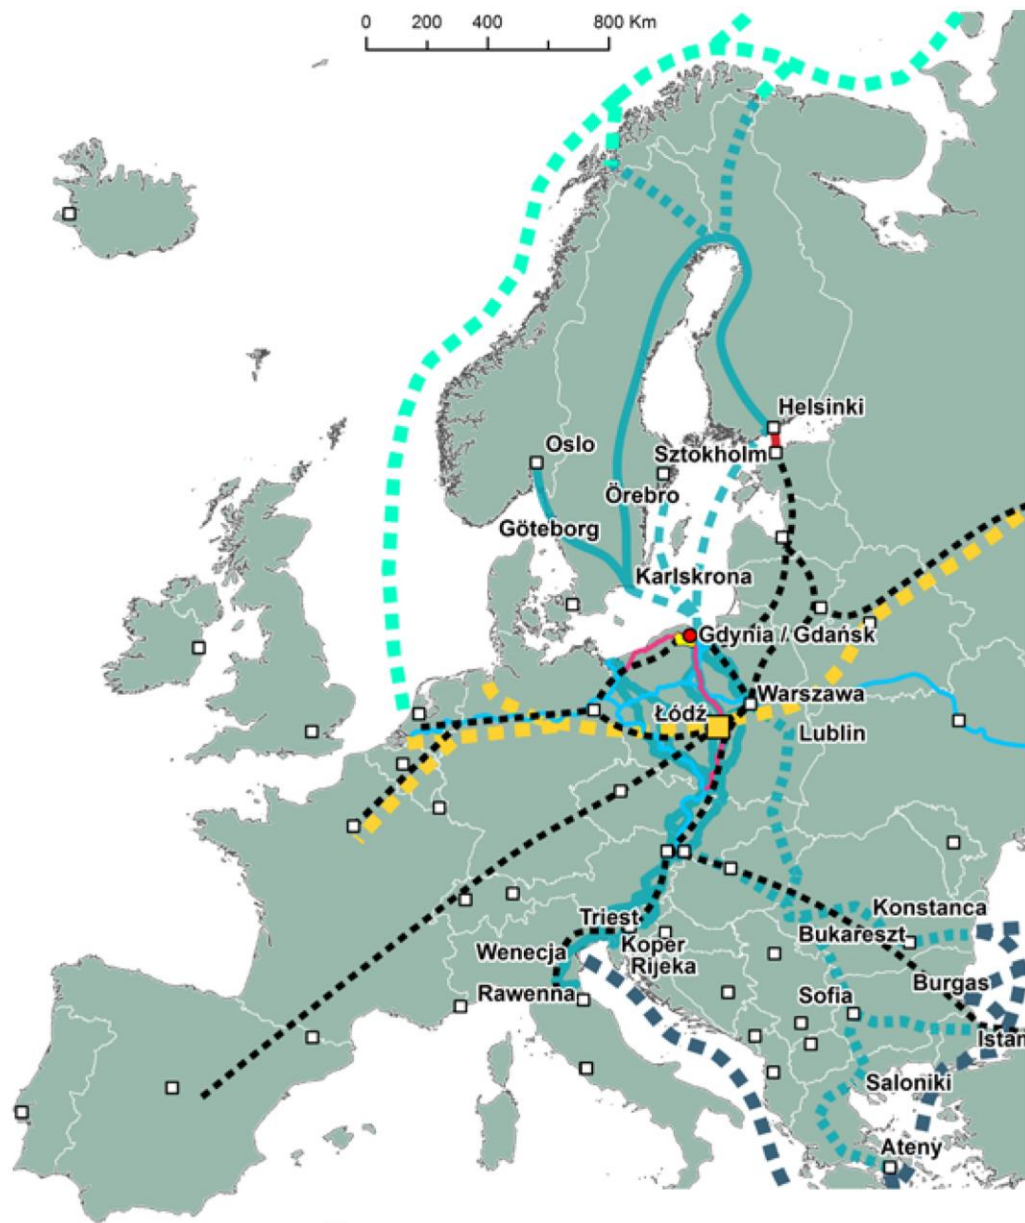 0 200 400 800 Km
Helsinki
Oslo
Sztokholm
Örebro
Göteborg
Karlskrona
Gdynia / Gdańsk
Warszawa
Łódź
Lublin
Triest
Konstanca
Wenecja
Koper
Bukareszt
Rijeka
Rawenna
Burgas
Sofia
Istan
Saloniki
Ateny